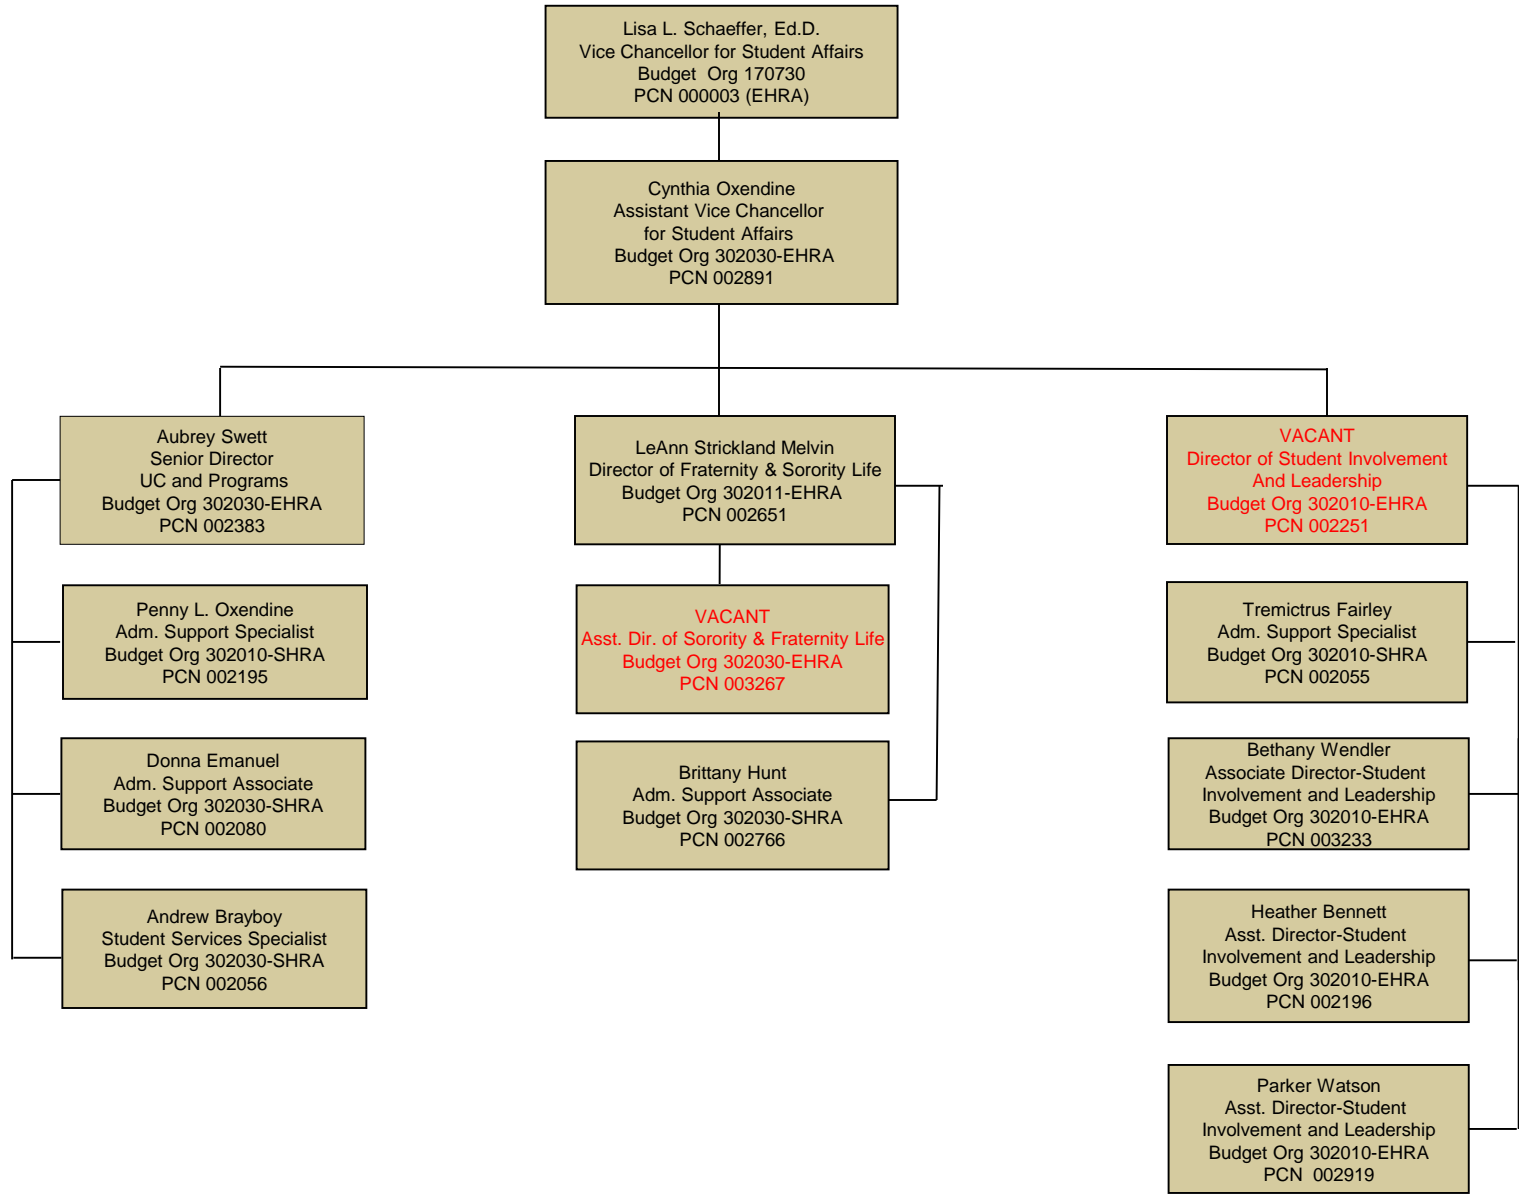 Lisa L. Schaeffer, Ed.D.
Vice Chancellor for Student Affairs
Budget Org 170730
PCN 000003 (EHRA)
Cynthia Oxendine
Assistant Vice Chancellor
for Student Affairs
Budget Org 302030-EHRA
PCN 002891
Aubrey Swett
Senior Director
UC and Programs
Budget Org 302030-EHRA
PCN 002383
Penny L. Oxendine
Adm. Support Specialist
Budget Org 302010-SHRA
PCN 002195
Donna Emanuel
Adm. Support Associate
Budget Org 302030-SHRA
PCN 002080
Andrew Brayboy
Student Services Specialist
Budget Org 302030-SHRA
PCN 002056
LeAnn Strickland Melvin
Director of Fraternity & Sorority Life
Budget Org 302011-EHRA
PCN 002651
VACANT
Asst. Dir. of Sorority & Fraternity Life
Budget Org 302030-EHRA
PCN 003267
Brittany Hunt
Adm. Support Associate
Budget Org 302030-SHRA
PCN 002766
VACANT
Director of Student Involvement
And Leadership
Budget Org 302010-EHRA
PCN 002251
Tremictrus Fairley
Adm. Support Specialist
Budget Org 302010-SHRA
PCN 002055
Bethany Wendler
Associate Director-Student
Involvement and Leadership
Budget Org 302010-EHRA
PCN 003233
Heather Bennett
Asst. Director-Student
Involvement and Leadership
Budget Org 302010-EHRA
PCN 002196
Parker Watson
Asst. Director-Student
Involvement and Leadership
Budget Org 302010-EHRA
PCN 002919